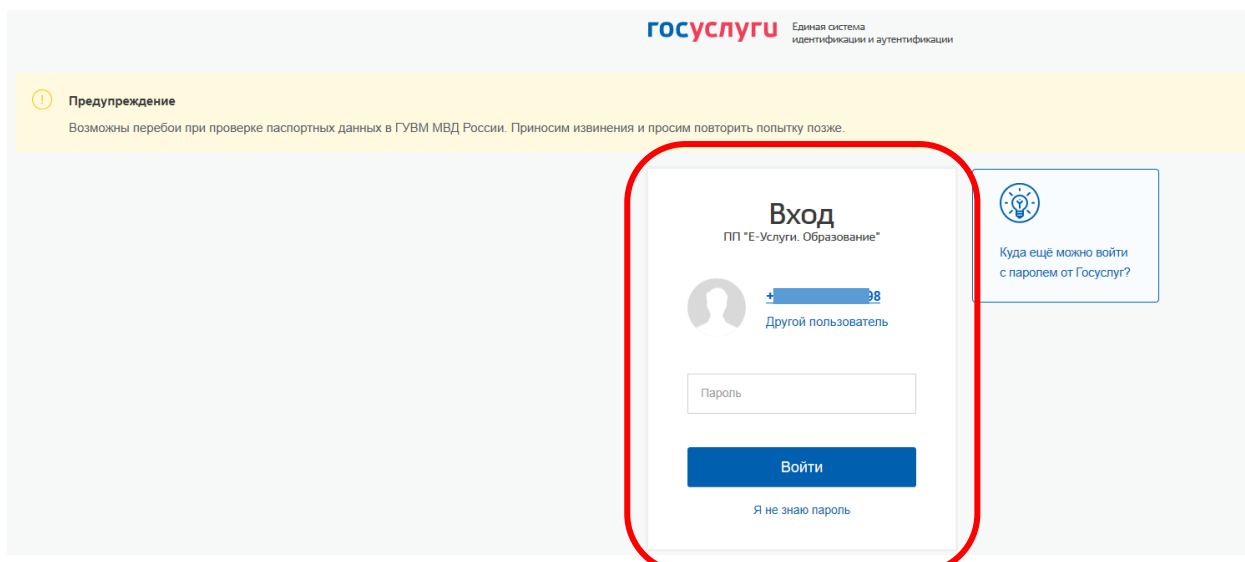 госуслуги
Единая система
идентификации и аутентификации
Предупреждение
Возможны перебои при проверке паспортных данных в ГУВМ МВД России. Приносим извинения и просим повторить попытку позже.
Вход
ПП "Е-Услуги. Образование"
+ 98
Другой пользователь
Пароль
Войти
Я не знаю пароль
Куда ещё можно войти
с паролем от Госуслуг?